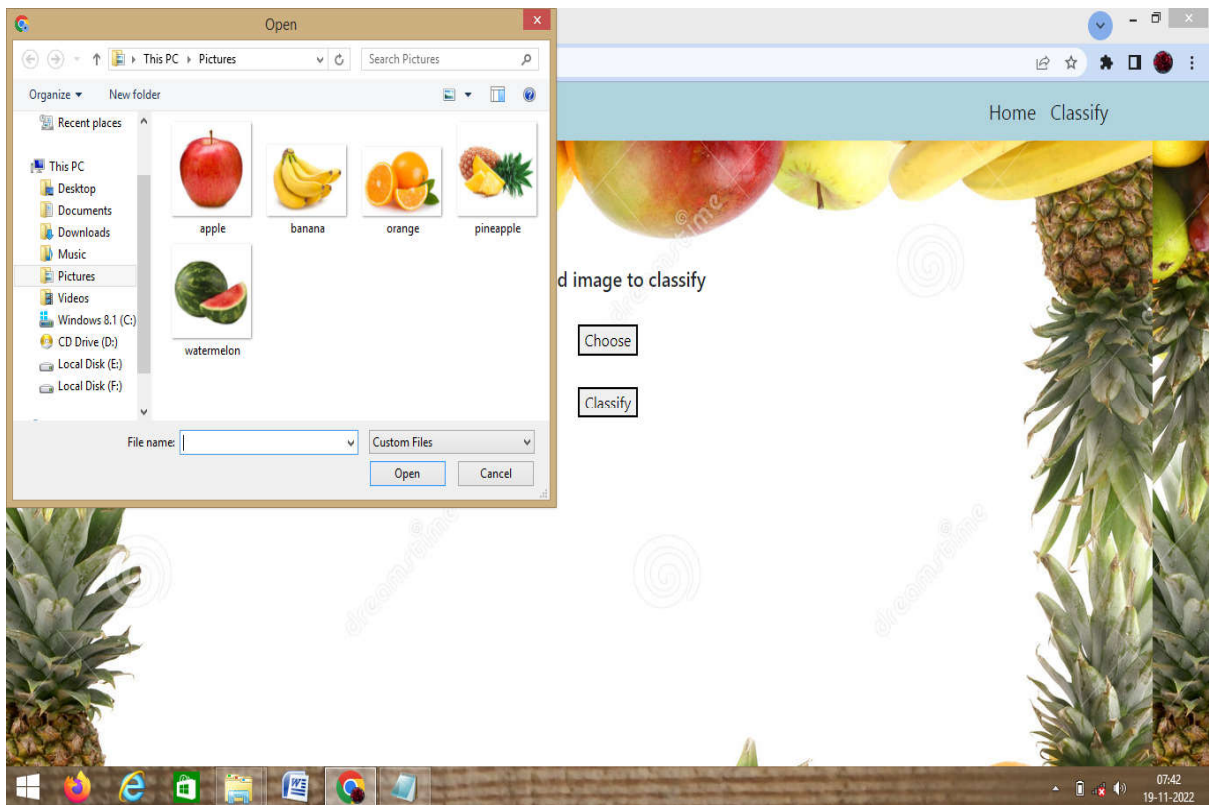 Open
This PC Pictures
Search Pictures
Organize New folder
Home Classify
Recent places
This PC
Desktop
Documents
Downloads
Music
Pictures
Videos
Windows 8.1 (C:)
CD Drive (D:)
Local Disk (E:)
Local Disk (F:)
apple banana orange pineapple
watermelon
File name: Custom Files
Open Cancel
d image to classify
Choose
Classify
dreamstime
dreamstime
07:42
19-11-2022